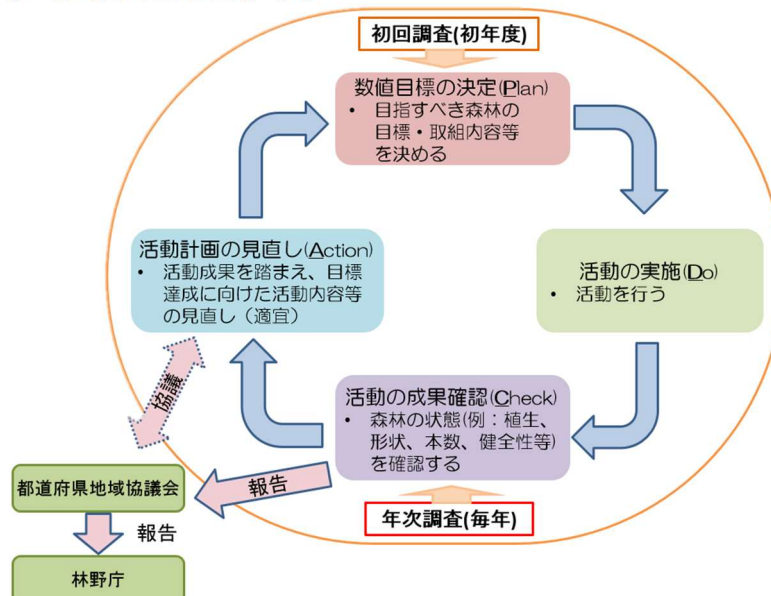 初回調査(初年度)
数値目標の決定(Plan)
• 目指すべき森林の
目標・取組内容等
を決める
活動計画の見直し(Action)
• 活動成果を踏まえ、目標
達成に向けた活動内容等
の見直し（適宜）
活動の実施(Do)
• 活動を行う
活動の成果確認(Check)
• 森林の状態(例：植生、
形状、本数、健全性等)
を確認する
協議
報告
都道府県地域協議会
年次調査(毎年)
報告
林野庁